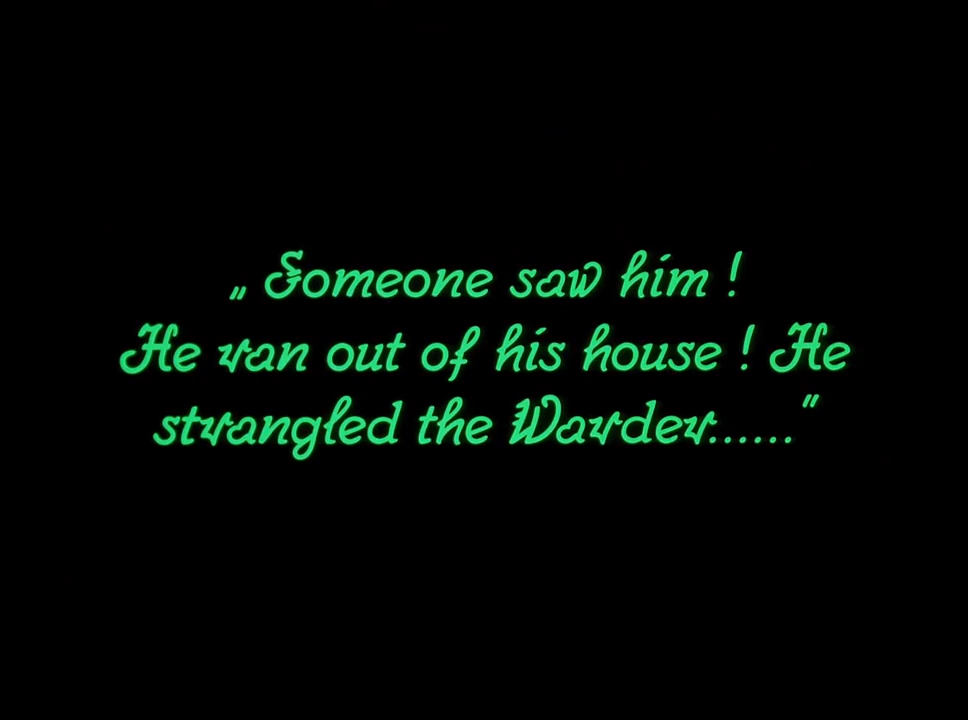 „ Someone saw him !
He ran out of his house ! He
strangled the Warder......"